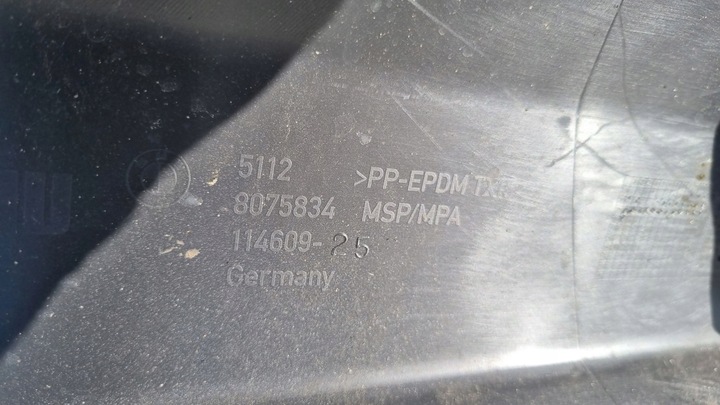 5112 >PP-EPDM
8075834 MSP/MPA
114609-25
Germany